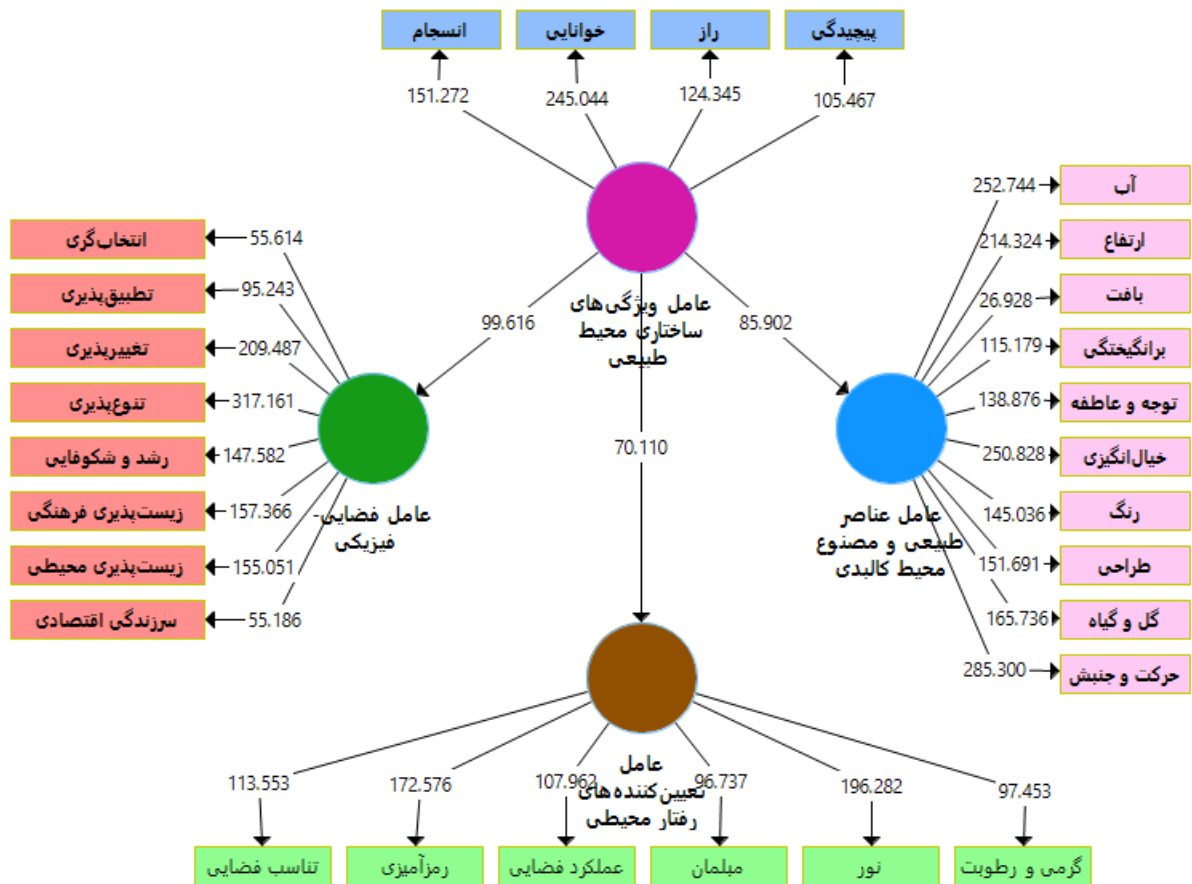 انسجام
خوانایی
راز
پیچیدگی
151.272
245.044
124.345
105.467
عامل ویژگی‌های
ساختاری محیط
طبیعی
99.616
70.110
85.902
انتخاب‌گری
55.614
تطبیق‌پذیری
95.243
تغییرپذیری
209.487
تنوع‌پذیری
317.161
رشد و شکوفایی
147.582
زیست‌پذیری فرهنگی
157.366
زیست‌پذیری محیطی
155.051
سرزندگی اقتصادی
55.186
عامل فضایی-
فیزیکی
252.744
آب
214.324
ارتفاع
26.928
بافت
115.179
برانگیختگی
138.876
توجه و عاطفه
250.828
خیال‌انگیزی
145.036
رنگ
151.691
طراحی
165.736
گل و گیاه
285.300
حرکت و جنبش
عامل عناصر
طبیعی و مصنوع
محیط کالبدی
عامل
تعیین‌کننده‌های
رفتار محیطی
113.553
172.576
107.962
96.737
196.282
97.453
تناسب فضایی
رمزآمیزی
عملکرد فضایی
مبلمان
نور
گرمی و رطوبت